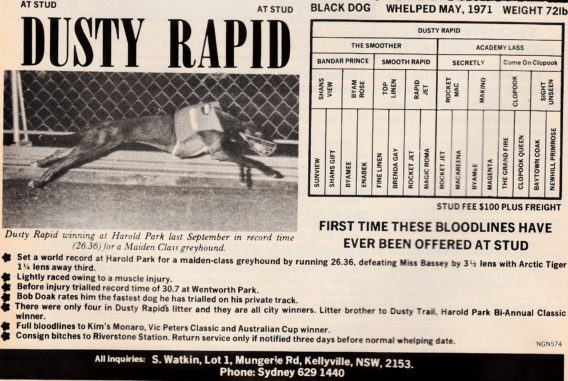 AT STUD
AT STUD
DUSTY RAPID
BLACK DOG WHELPED MAY, 1971 WEIGHT 72lb
DUSTY RAPID
THE SMOOTHER
ACADEMY LASS
BANDAR PRINCE
SMOOTH RAPID
SECRETLY
Come On Clopook
SHANS VIEW
BYAM ROSE
TOP LINEN
RAPID JET
ROCKET MAC
MAKINO
CLOPOOK
SIGHT UNSEEN
SUNVIEW
SHANS GIFT
BYAMEE
ENABEK
FINE LINEN
BRENDA GAY
ROCKET JET
MAGIC ROMA
ROCKET JET
MACAREENA
BYAMEE
MAGENTA
THE GRAND FIRE
CLOPOOK QUEEN
BAYTOWN COAK
NEWHILL PRIMROSE
STUD FEE $100 PLUS FREIGHT
Dusty Rapid winning at Harold Park last September in record time
(26.36) for a Maiden Class greyhound.
FIRST TIME THESE BLOODLINES HAVE
EVER BEEN OFFERED AT STUD
Set a world record at Harold Park for a maiden-class greyhound by running 26.36, defeating Miss Bassey by 3½ lens with Arctic Tiger
1¼ lens away third.
Lightly raced owing to a muscle injury.
Before injury trialled record time of 30.7 at Wentworth Park.
Bob Doak rates him the fastest dog he has trialled on his private track.
There were only four in Dusty Rapid's litter and they are all city winners. Litter brother to Dusty Trail, Harold Park Bi-Annual Classic
winner.
Full bloodlines to Kim's Monaro, Vic Peters Classic and Australian Cup winner.
Consign bitches to Riverstone Station. Return service only if notified three days before normal whelping date.
NGN574
All inquiries: S. Watkin, Lot 1, Mungerie Rd, Kellyville, NSW, 2153.
Phone: Sydney 629 1440